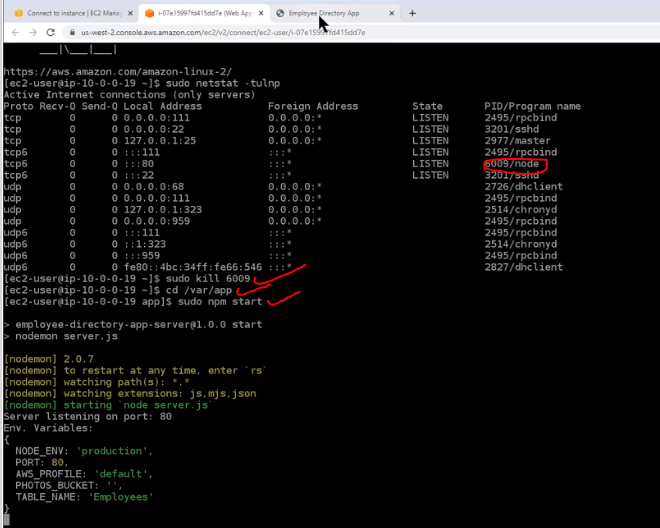 Connect to instance | EC2 Manag
i-07e15997fd415dd7e (Web App
Employee Directory App
us-west-2.console.aws.amazon.com/ec2/v2/connect/ec2-user/i-07e15997fd415dd7e
___|\___|___|
https://aws.amazon.com/amazon-linux-2/
[ec2-user@ip-10-0-0-19 ~]$ sudo netstat -tulnp
Active Internet connections (only servers)
Proto Recv-Q Send-Q Local Address Foreign Address State PID/Program name
tcp 0 0 0.0.0.0:111 0.0.0.0:* LISTEN 2495/rpcbind
tcp 0 0 0.0.0.0:22 0.0.0.0:* LISTEN 3201/sshd
tcp 0 0 127.0.0.1:25 0.0.0.0:* LISTEN 2977/master
tcp6 0 0 :::111 :::* LISTEN 2495/rpcbind
tcp6 0 0 :::80 :::* LISTEN 6009/node
tcp6 0 0 :::22 :::* LISTEN 3201/sshd
udp 0 0 0.0.0.0:68 0.0.0.0:* 2726/dhclient
udp 0 0 0.0.0.0:111 0.0.0.0:* 2495/rpcbind
udp 0 0 127.0.0.1:323 0.0.0.0:* 2514/chronyd
udp 0 0 0.0.0.0:959 0.0.0.0:* 2495/rpcbind
udp6 0 0 :::111 :::* 2495/rpcbind
udp6 0 0 ::1:323 :::* 2514/chronyd
udp6 0 0 :::959 :::* 2495/rpcbind
udp6 0 0 fe80::4bc:34ff:fe66:546 :::* 2827/dhclient
[ec2-user@ip-10-0-0-19 ~]$ sudo kill 6009
[ec2-user@ip-10-0-0-19 ~]$ cd /var/app
[ec2-user@ip-10-0-0-19 app]$ sudo npm start
> employee-directory-app-server@1.0.0 start
> nodemon server.js
[nodemon] 2.0.7
[nodemon] to restart at any time, enter `rs`
[nodemon] watching path(s): *.*
[nodemon] watching extensions: js,mjs,json
[nodemon] starting `node server.js`
Server listening on port: 80
Env. Variables:
{
NODE_ENV: 'production',
PORT: 80,
AWS_PROFILE: 'default',
PHOTOS_BUCKET: '',
TABLE_NAME: 'Employees'
}